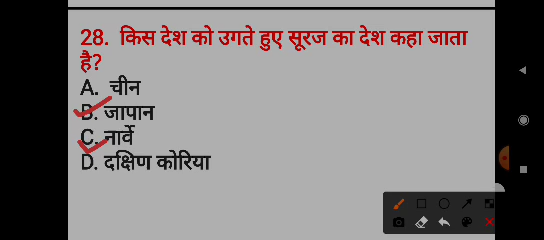 28. किस देश को उगते हुए सूरज का देश कहा जाता
है?
A. चीन
B. जापान
C. नार्वे
D. दक्षिण कोरिया